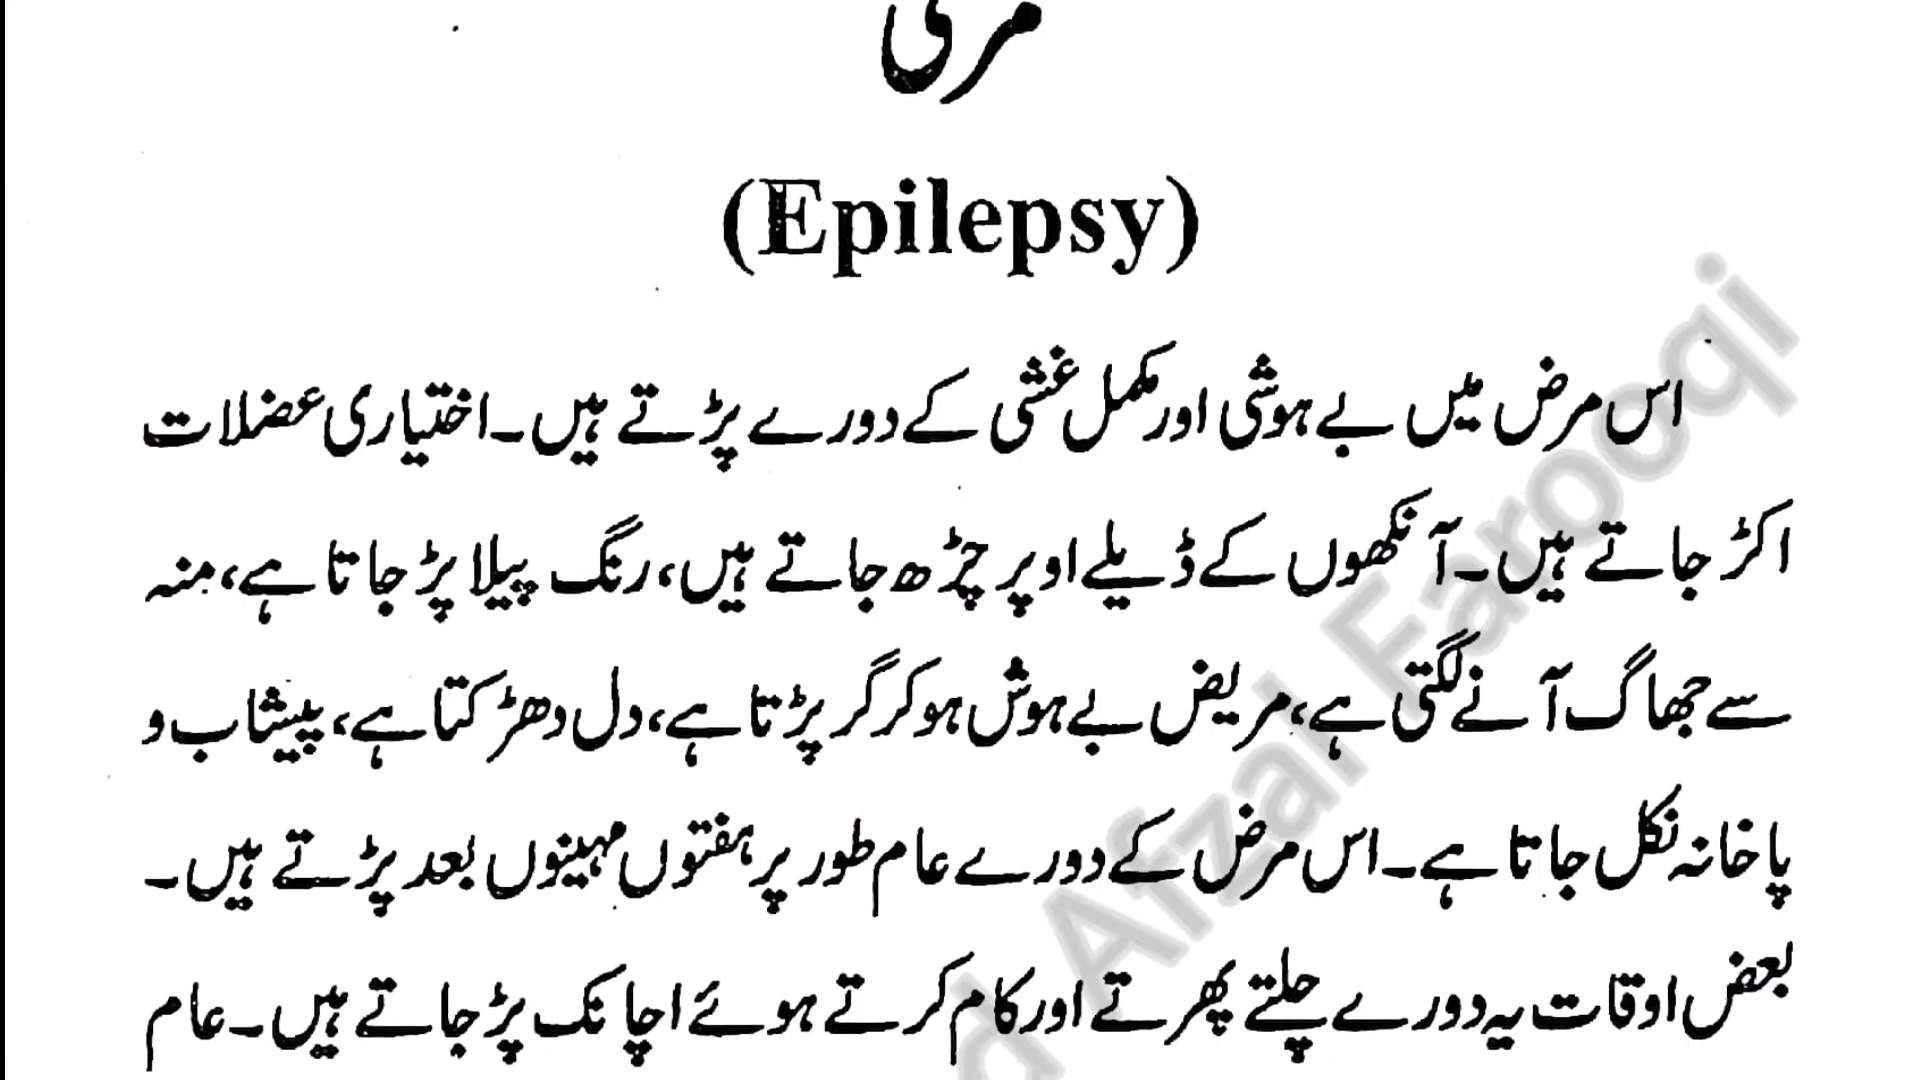 مرگی
(Epilepsy)
اس مرض میں بے ہوشی اور مکمل غشی کے دورے پڑتے ہیں۔ اختیاری عضلات
اکڑ جاتے ہیں۔ آنکھوں کے ڈیلے اوپر چڑھ جاتے ہیں، رنگ پیلا پڑ جاتا ہے، منہ
سے جھاگ آنے لگتی ہے، مریض بے ہوش ہو کر گر پڑتا ہے، دل دھڑکتا ہے، پیشاب و
پاخانہ نکل جاتا ہے۔ اس مرض کے دورے عام طور پر ہفتوں مہینوں بعد پڑتے ہیں۔
بعض اوقات یہ دورے چلتے پھرتے اور کام کرتے ہوئے اچانک پڑ جاتے ہیں۔ عام
d Afzal Farooqi